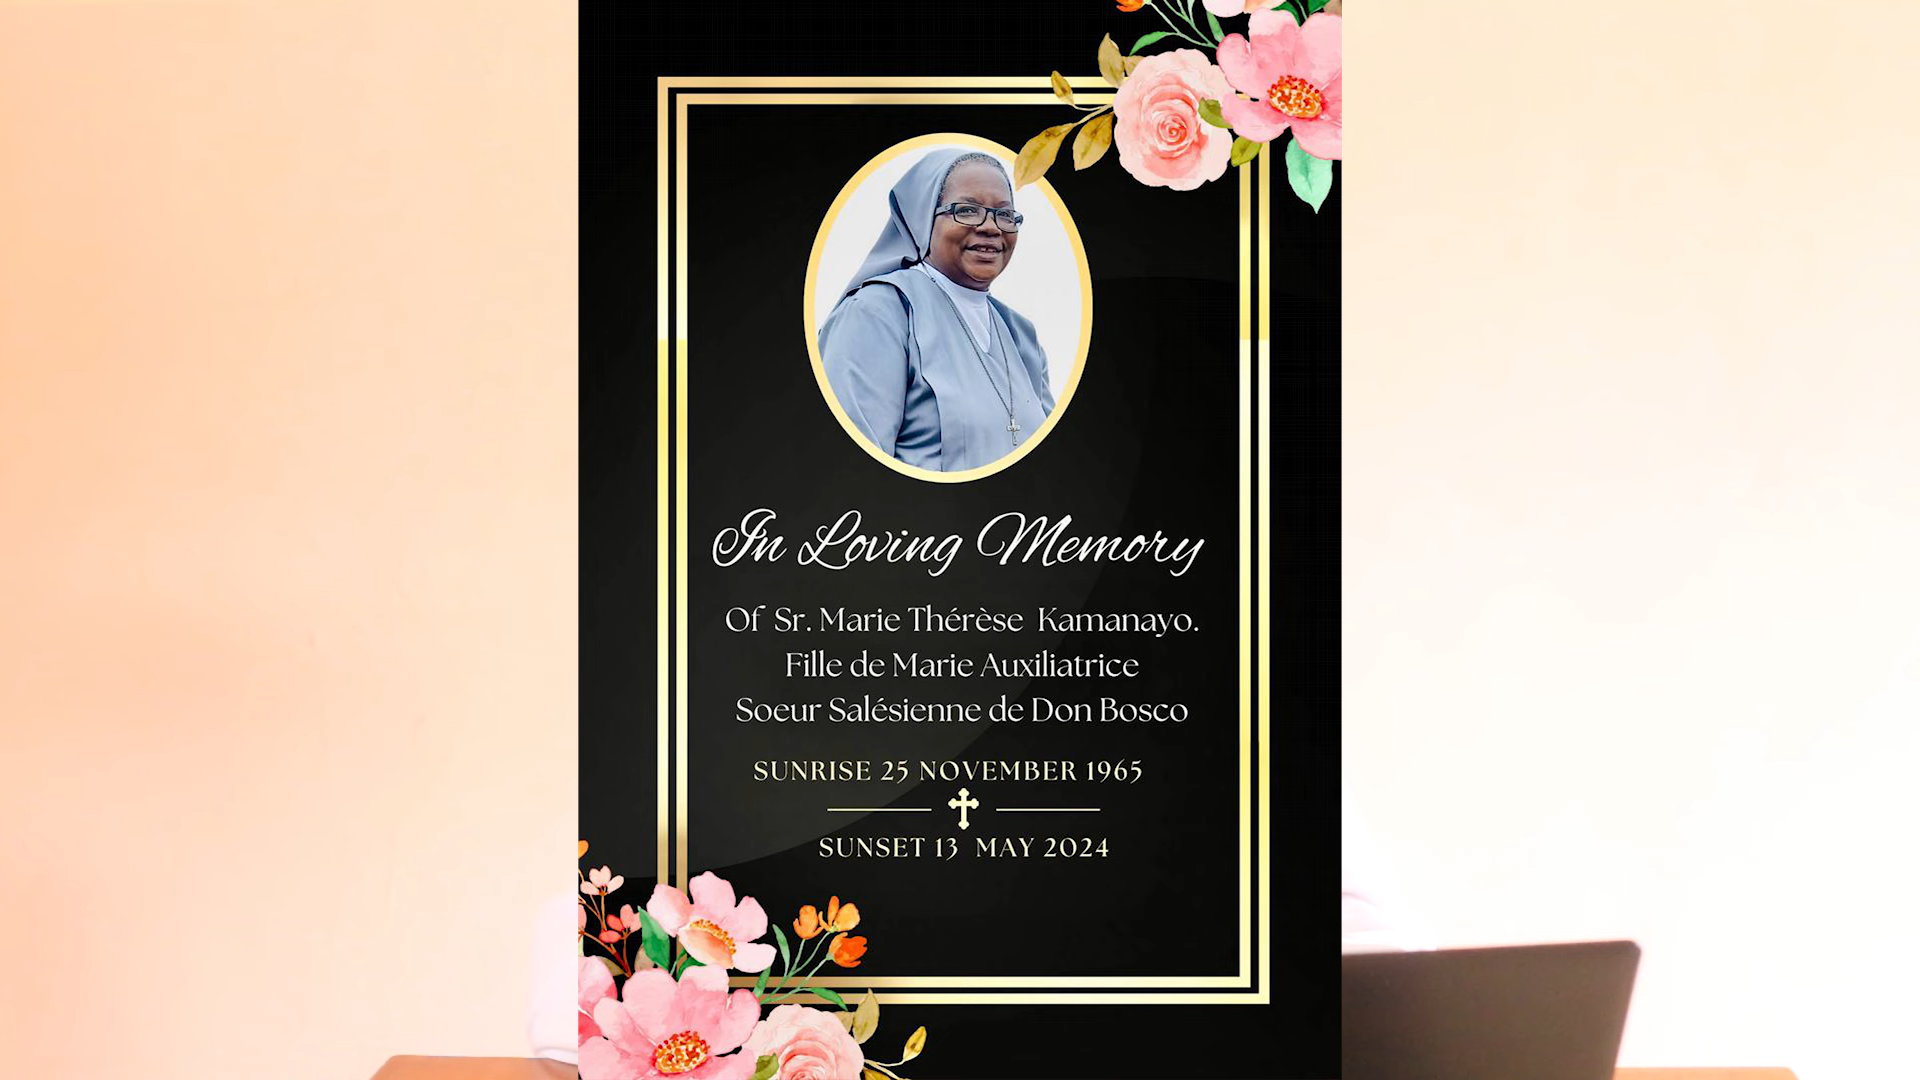 In Loving Memory
Of Sr. Marie Thérèse Kamanayo.
Fille de Marie Auxiliatrice
Soeur Salésienne de Don Bosco
SUNRISE 25 NOVEMBER 1965
SUNSET 13 MAY 2024